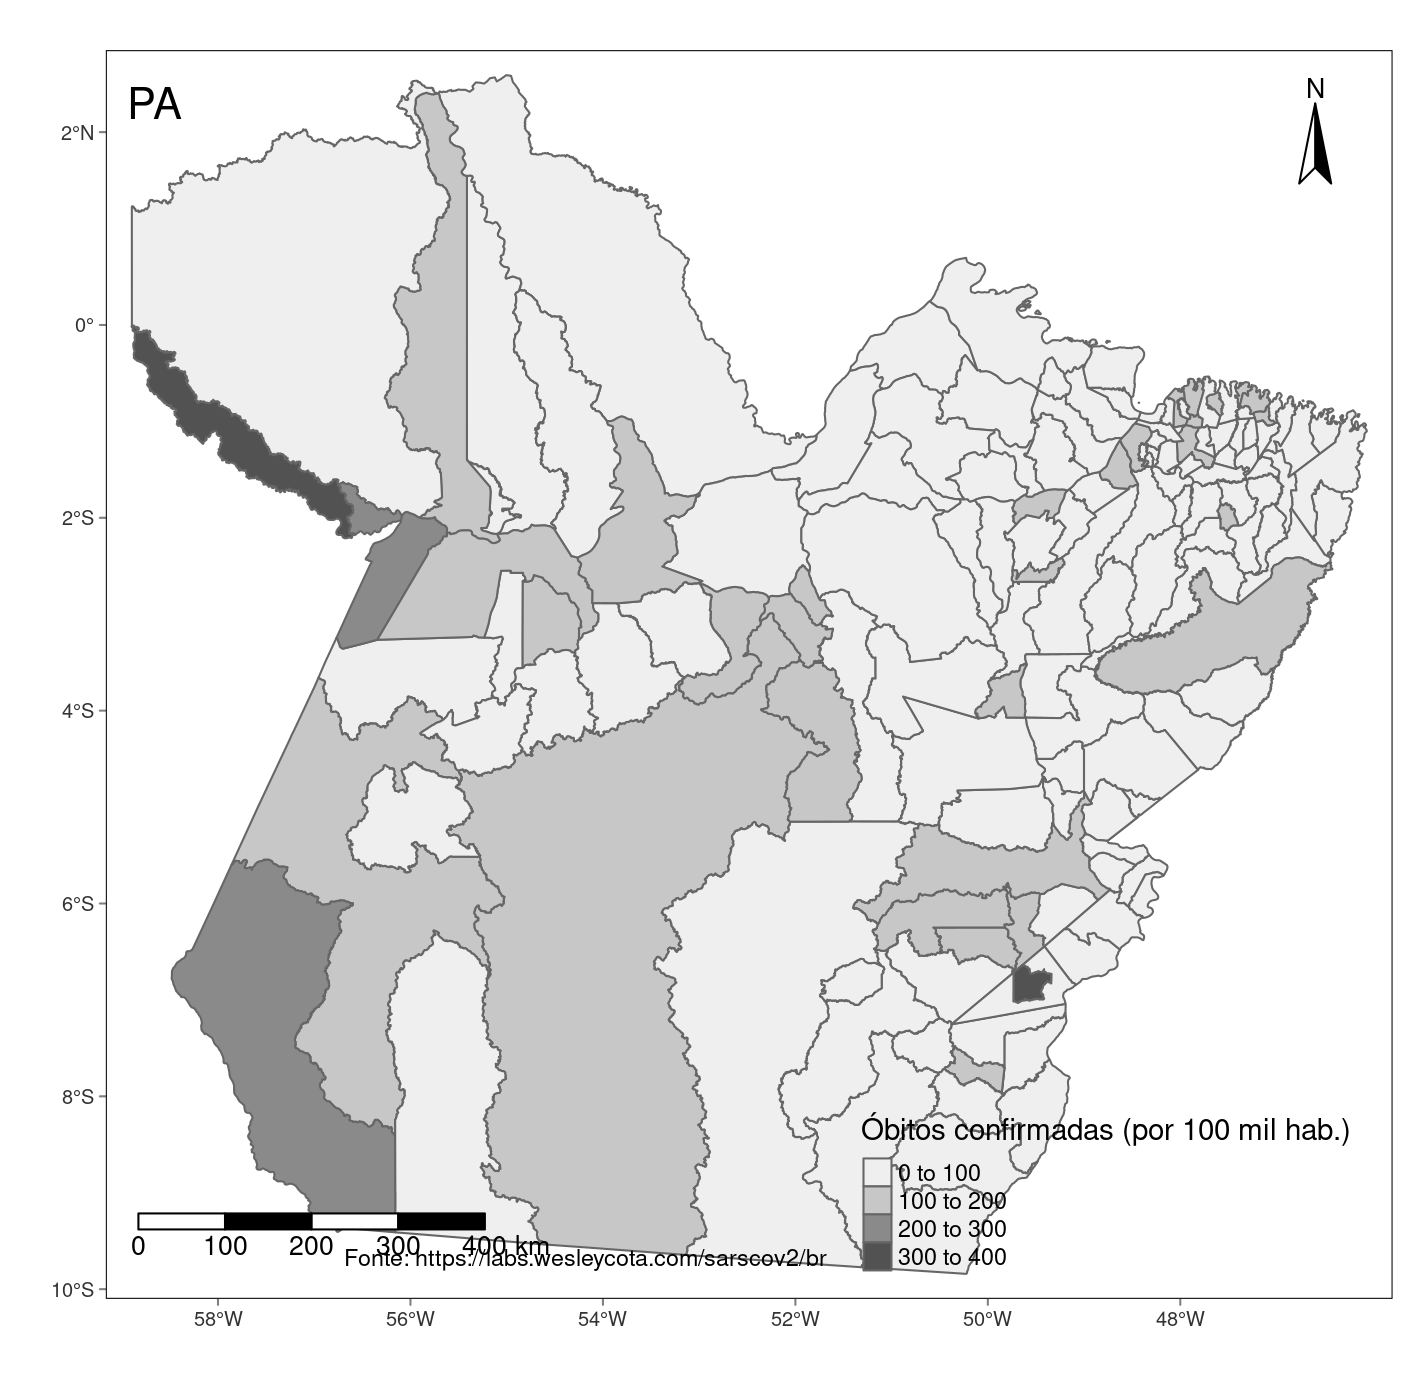 PA
N
2°N
0°
2°S
4°S
6°S
8°S
10°S
Óbitos confirmadas (por 100 mil hab.)
0 to 100
100 to 200
200 to 300
300 to 400
0 100 200 300 400 km
Fonte: https://labs.wesleycota.com/sarscov2/br
58°W 56°W 54°W 52°W 50°W 48°W